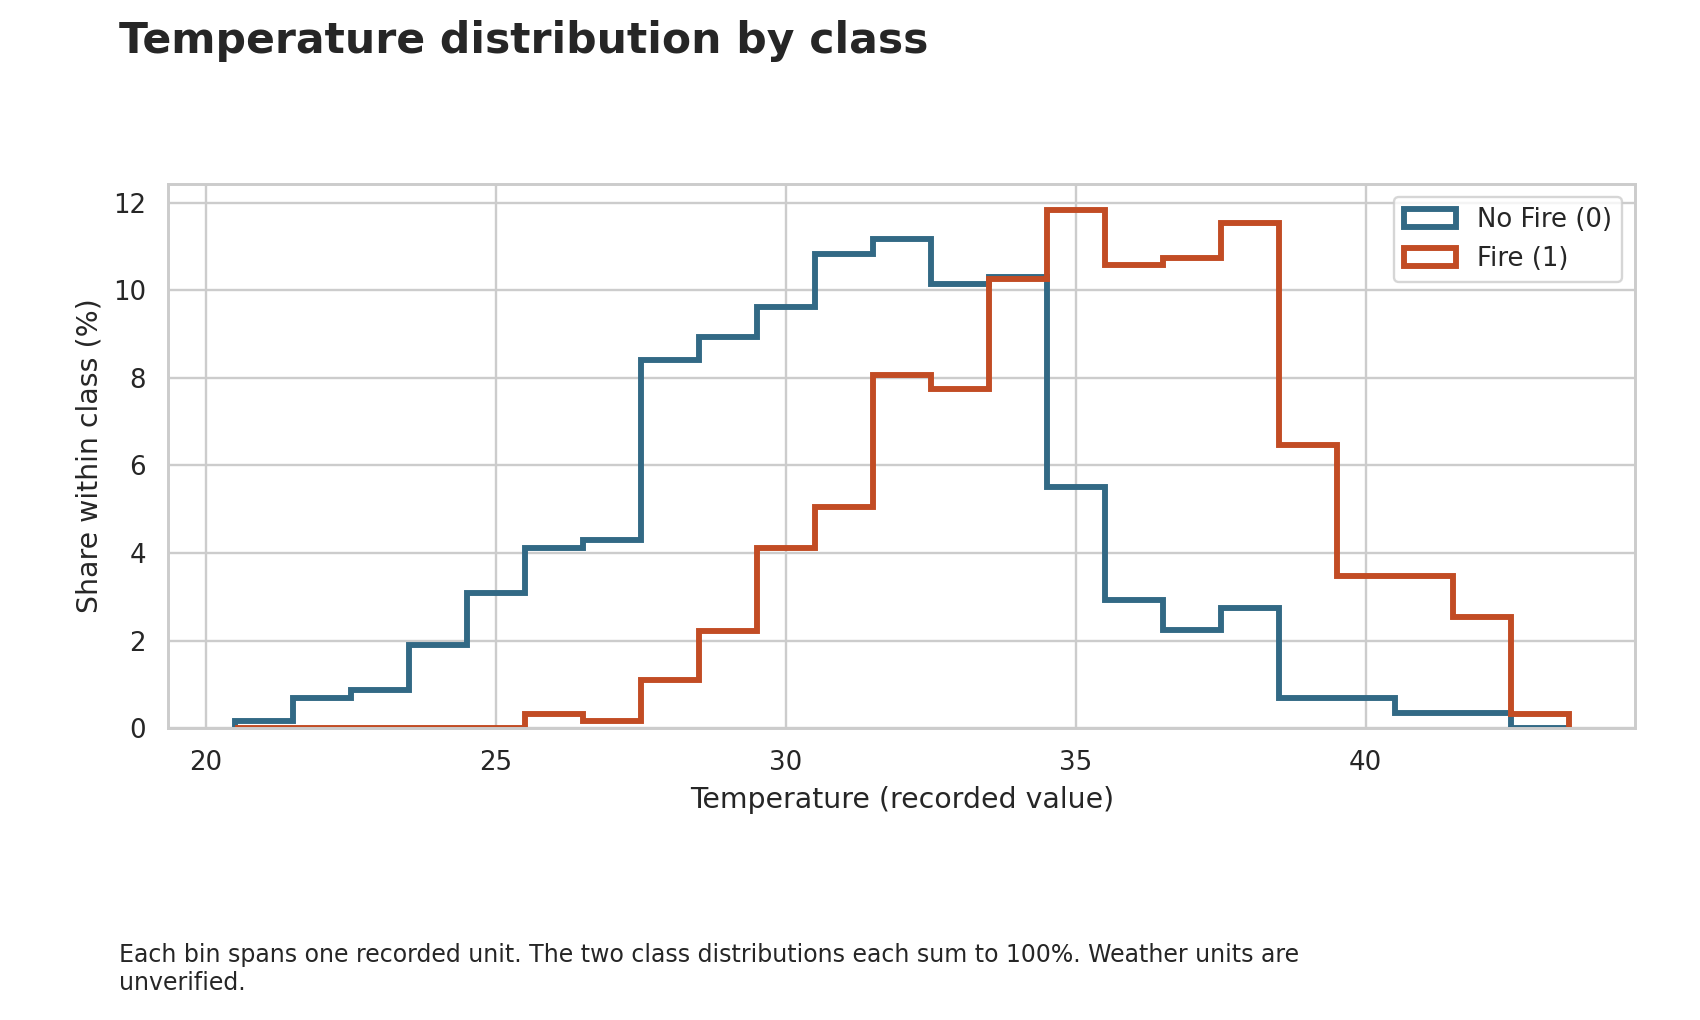 Temperature distribution by class
12
10
8
6
4
2
0
Share within class (%)
No Fire (0)
Fire (1)
20 25 30 35 40
Temperature (recorded value)
Each bin spans one recorded unit. The two class distributions each sum to 100%. Weather units are
unverified.